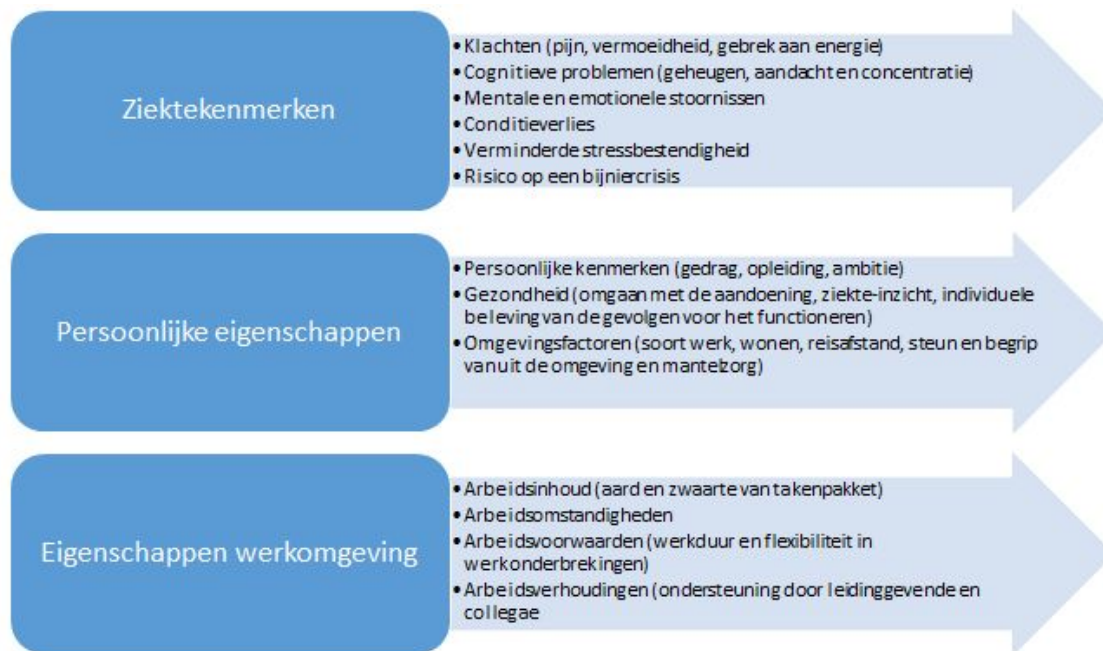 Ziektekenmerken
• Klachten (pijn, vermoeidheid, gebrek aan energie)
• Cognitieve problemen (geheugen, aandacht en concentratie)
• Mentale en emotionele stoornissen
• Conditieverlies
• Verminderde stressbestendigheid
• Risico op een bijniercrisis
Persoonlijke eigenschappen
• Persoonlijke kenmerken (gedrag, opleiding, ambitie)
• Gezondheid (omgaan met de aandoening, ziekte-inzicht, individuele
beleving van de gevolgen voor het functioneren)
• Omgevingsfactoren (soort werk, wonen, reisafstand, steun en begrip
vanuit de omgeving en mantelzorg)
Eigenschappen werkomgeving
• Arbeidsinhoud (aard en zwaarte van takenpakket)
• Arbeidsomstandigheden
• Arbeidsvoorwaarden (werkduur en flexibiliteit in
werkonderbrekingen)
• Arbeidsverhoudingen (ondersteuning door leidinggevende en
collegae